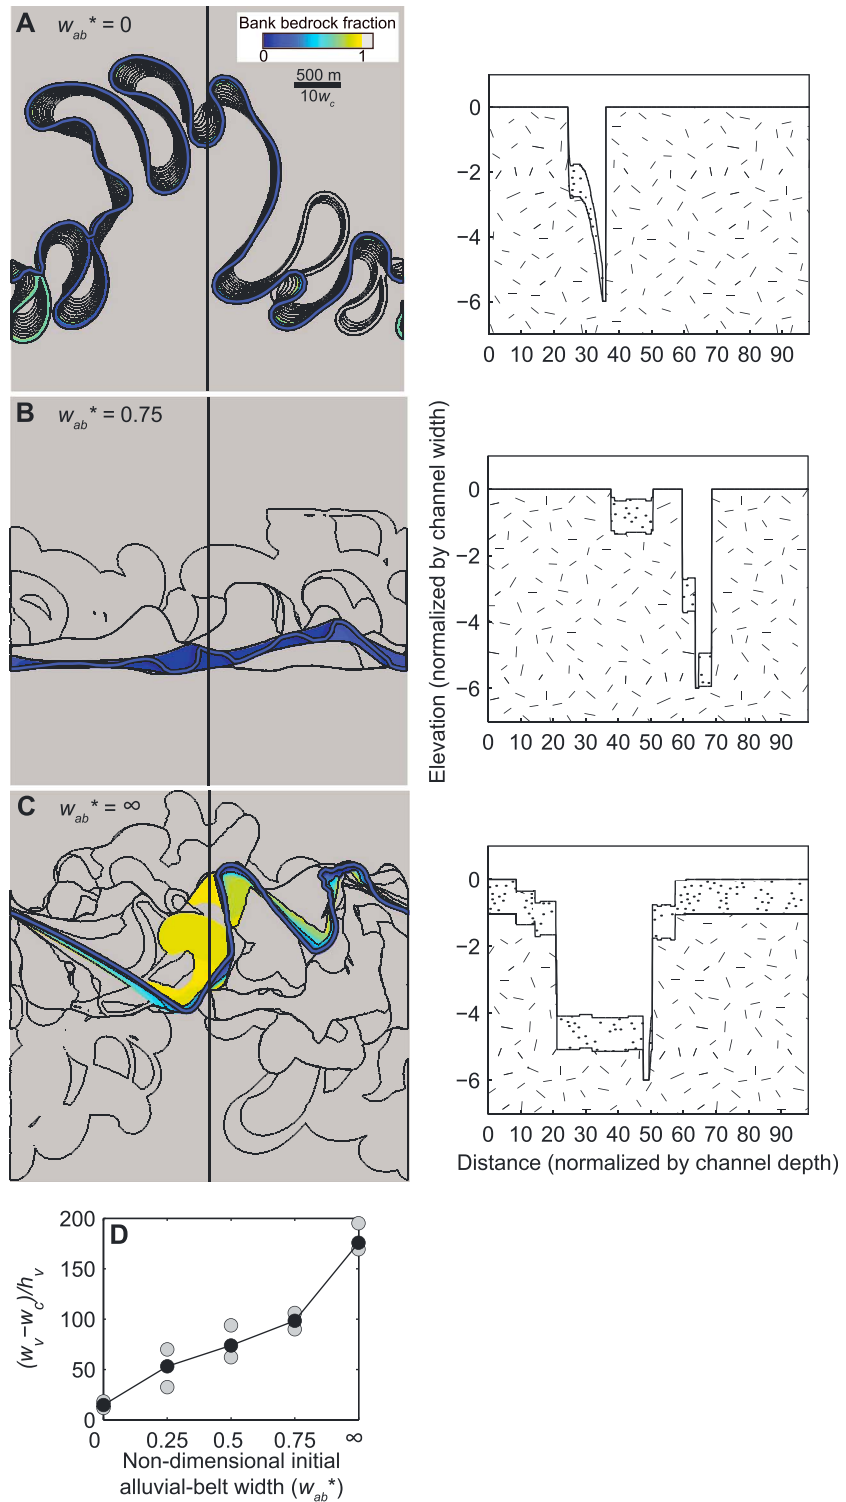 A w_ab* = 0
Bank bedrock fraction
0 1
500 m
10w_c
0
−2
−4
−6
0 10 20 30 40 50 60 70 80 90
B w_ab* = 0.75
Elevation (normalized by channel width)
0
−2
−4
−6
0 10 20 30 40 50 60 70 80 90
C w_ab* = ∞
0
−2
−4
−6
0 10 20 30 40 50 60 70 80 90
Distance (normalized by channel depth)
D
(w_v −w_c)/h_v
200
150
100
50
0
0 0.25 0.5 0.75 ∞
Non-dimensional initial
alluvial-belt width (w_ab*)